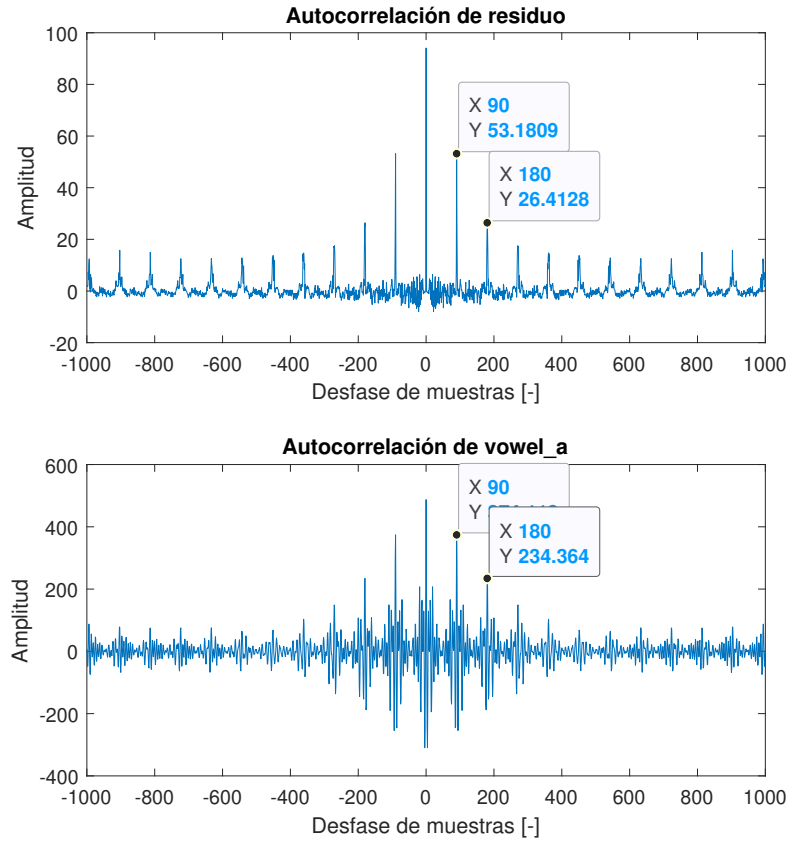 Autocorrelación de residuo
100
80
60
40
20
0
-20
Amplitud
X 90
Y 53.1809
X 180
Y 26.4128
-1000 -800 -600 -400 -200 0 200 400 600 800 1000
Desfase de muestras [-]
Autocorrelación de vowel_a
600
400
200
0
-200
-400
Amplitud
X 90
Y
X 180
Y 234.364
-1000 -800 -600 -400 -200 0 200 400 600 800 1000
Desfase de muestras [-]